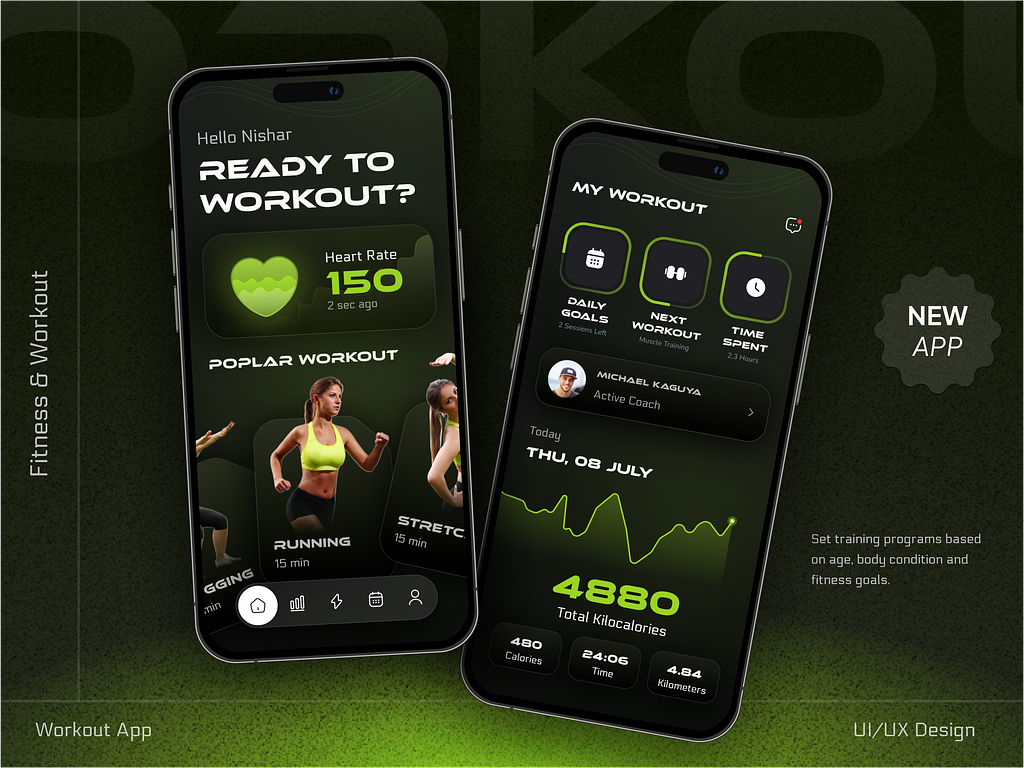 ORKOU
Fitness & Workout
Hello Nishar
READY TO
WORKOUT?
Heart Rate
150
2 sec ago
POPLAR WORKOUT
GGING
min
RUNNING
15 min
STRETC
15 min
MY WORKOUT
DAILY
GOALS
2 Sessions Left
NEXT
WORKOUT
Muscle Training
TIME
SPENT
2,3 Hours
MICHAEL KAGUYA
Active Coach
Today
THU, 08 JULY
4880
Total Kilocalories
480
Calories
24:06
Time
4.84
Kilometers
NEW
APP
Set training programs based
on age, body condition and
fitness goals.
Workout App
UI/UX Design